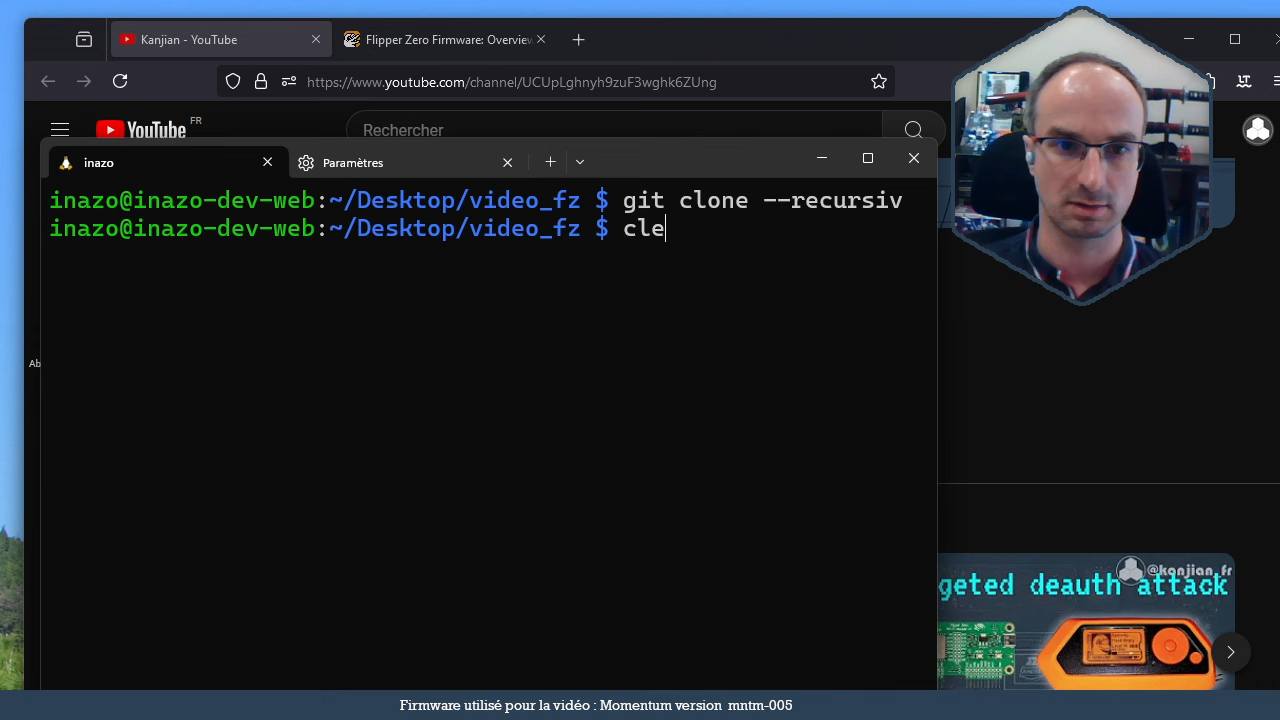 Kanjian - YouTube
Flipper Zero Firmware: Overview
https://www.youtube.com/channel/UCUpLghnyh9zuF3wghk6ZUng
YouTube FR
Rechercher
inazo
Paramètres
inazo@inazo-dev-web:~/Desktop/video_fz $ git clone --recursiv
inazo@inazo-dev-web:~/Desktop/video_fz $ cle
Ab
@kanjian_fr
geted deauth attack
Firmware utilisé pour la vidéo : Momentum version mntm-005